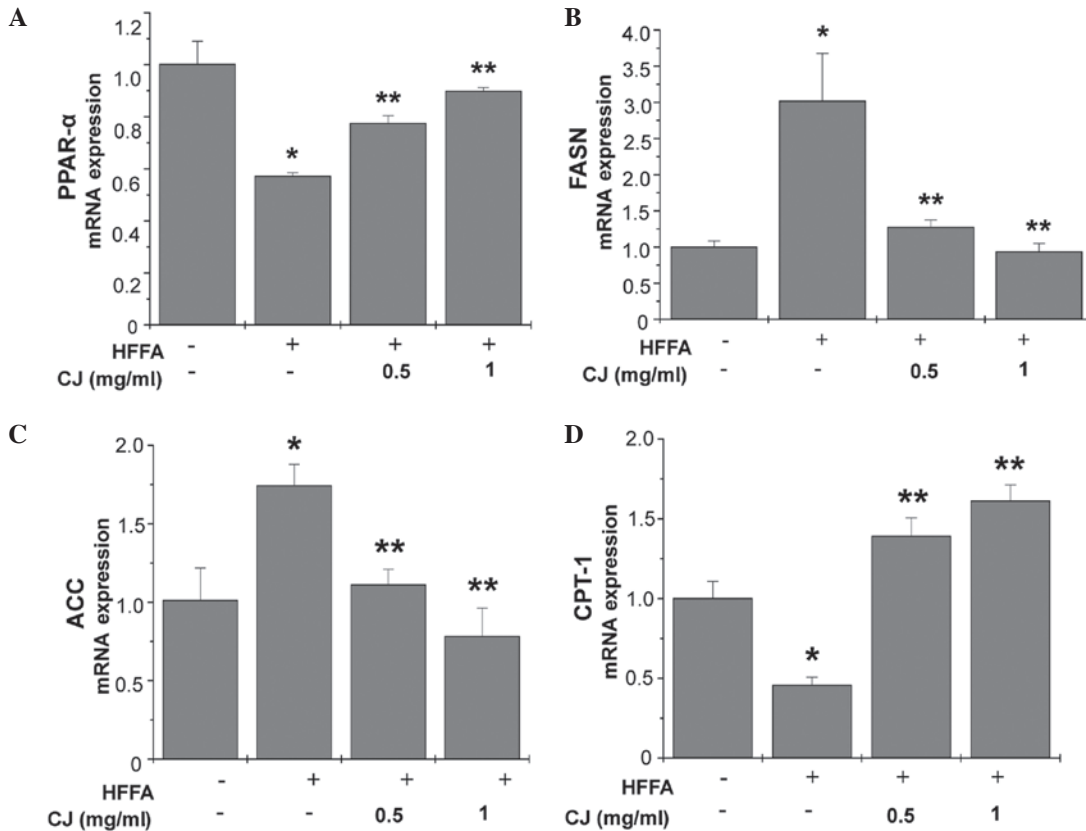 A
PPAR-α
mRNA expression
1.2
1.0
0.8
0.6
0.4
0.2
0
*
**
**
HFFA - + + +
CJ (mg/ml) - - 0.5 1
B
FASN
mRNA expression
4.0
3.5
3.0
2.5
1.5
1.0
0.5
0
*
**
**
HFFA - + + +
CJ (mg/ml) - - 0.5 1
C
ACC
mRNA expression
2.0
1.5
1.0
0.5
0
*
**
**
HFFA - + + +
CJ (mg/ml) - - 0.5 1
D
CPT-1
mRNA expression
2.0
1.5
1.0
0.5
0
*
**
**
HFFA - + + +
CJ (mg/ml) - - 0.5 1